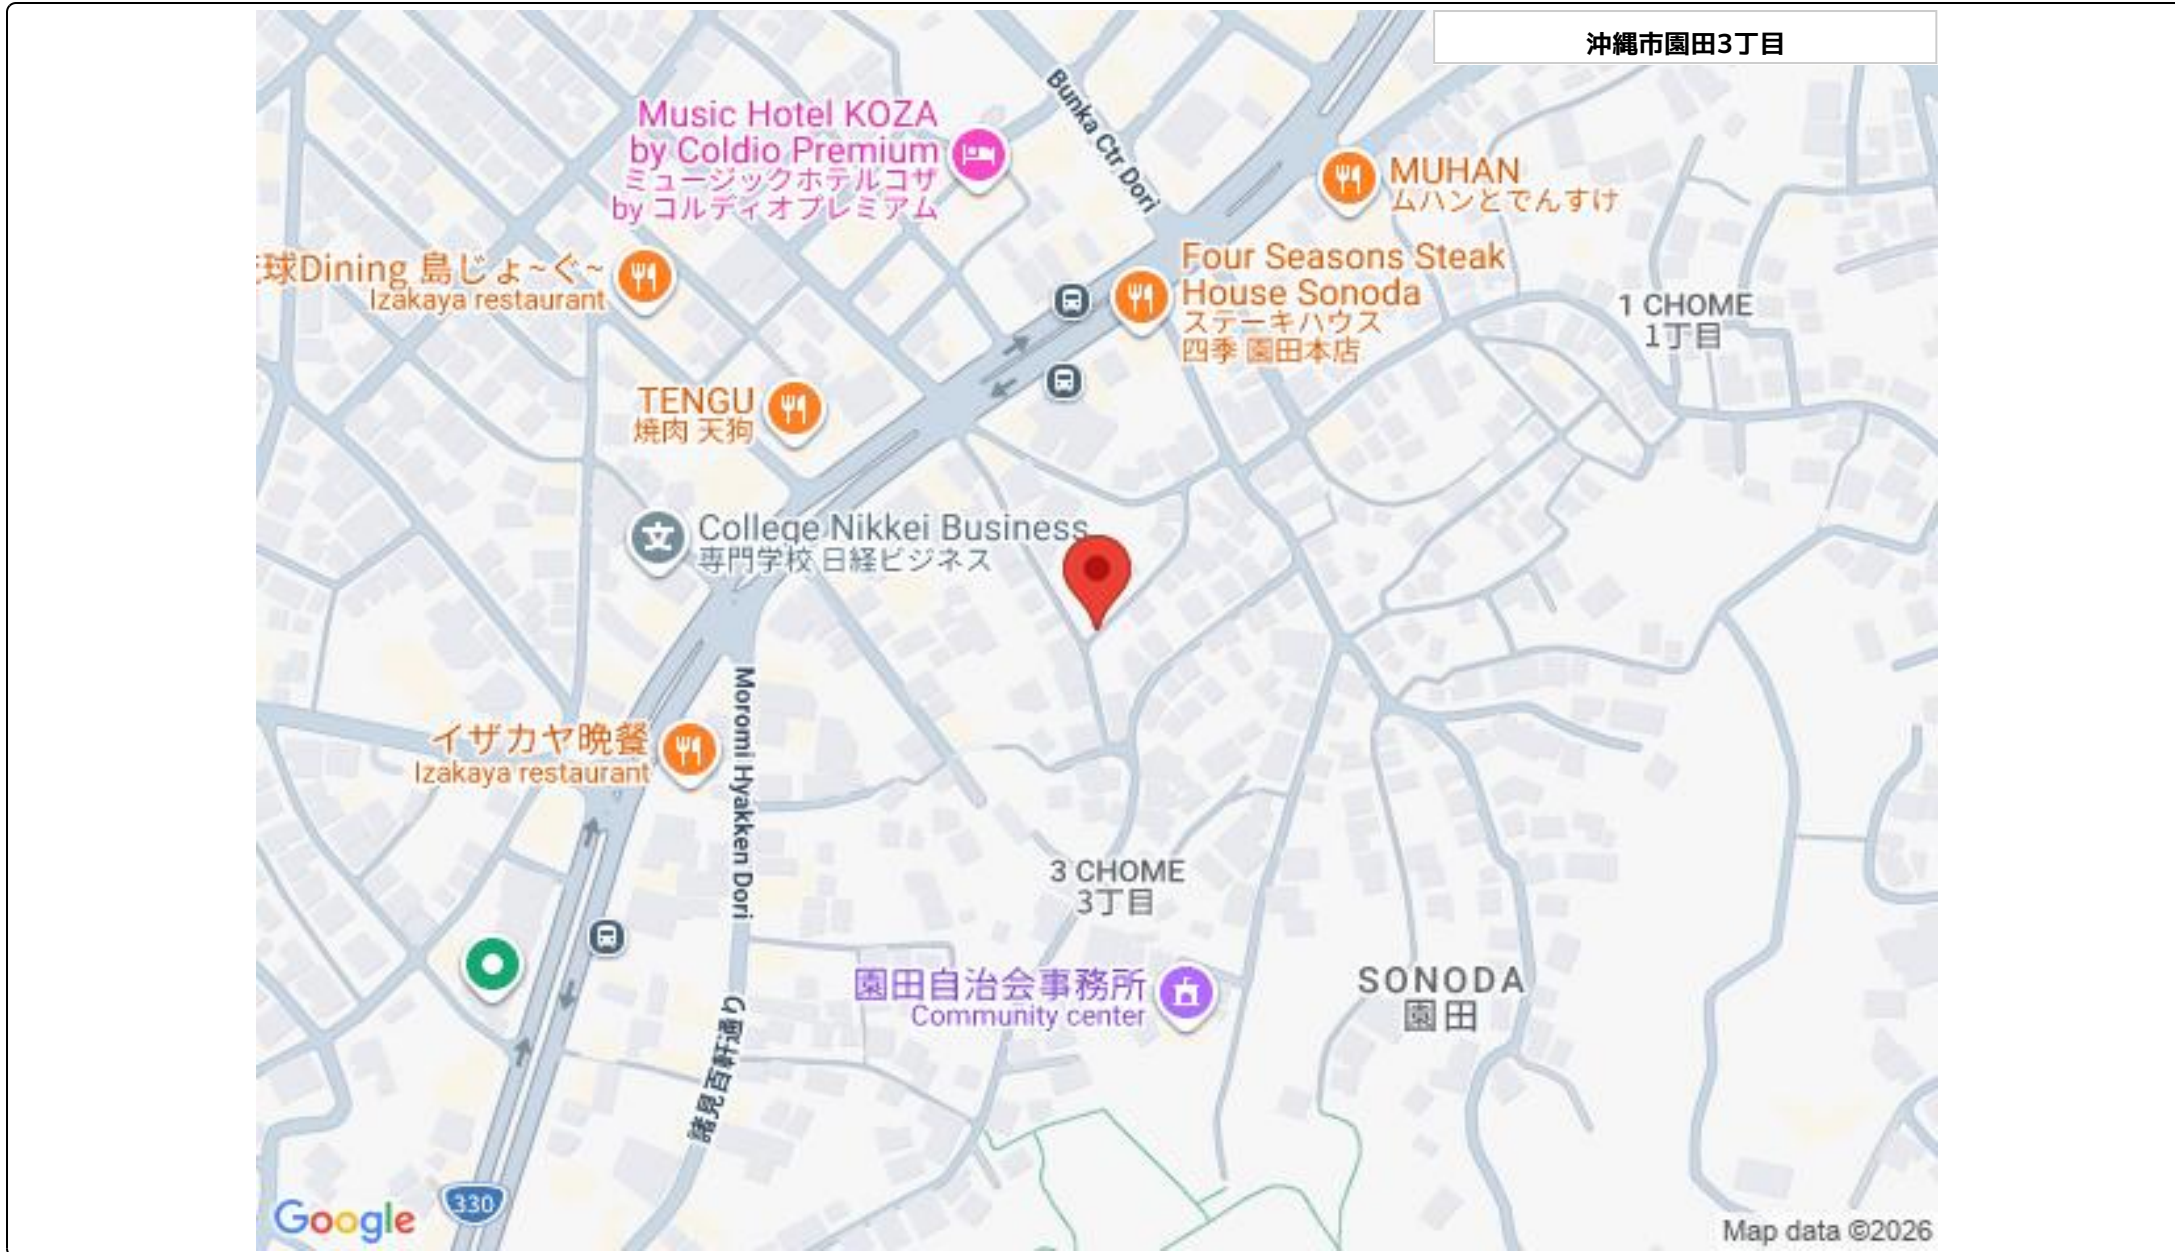 沖縄市園田3丁目
Bunka Ctr. Dori
Music Hotel KOZA
by Coldio Premium
ミュージックホテルコザ
by コルディオプレミアム
MUHAN
ムハンとでんすけ
球Dining 島じょ~ぐ~
Izakaya restaurant
Four Seasons Steak
House Sonoda
ステーキハウス
四季 園田本店
1 CHOME
1丁目
TENGU
焼肉 天狗
College Nikkei Business
専門学校 日経ビジネス
イザカヤ晩餐
Izakaya restaurant
Moromi Hyakken Dori
3 CHOME
3丁目
園田自治会事務所
Community center
SONODA
園田
諸見百軒通り
330
Google
Map data ©2026